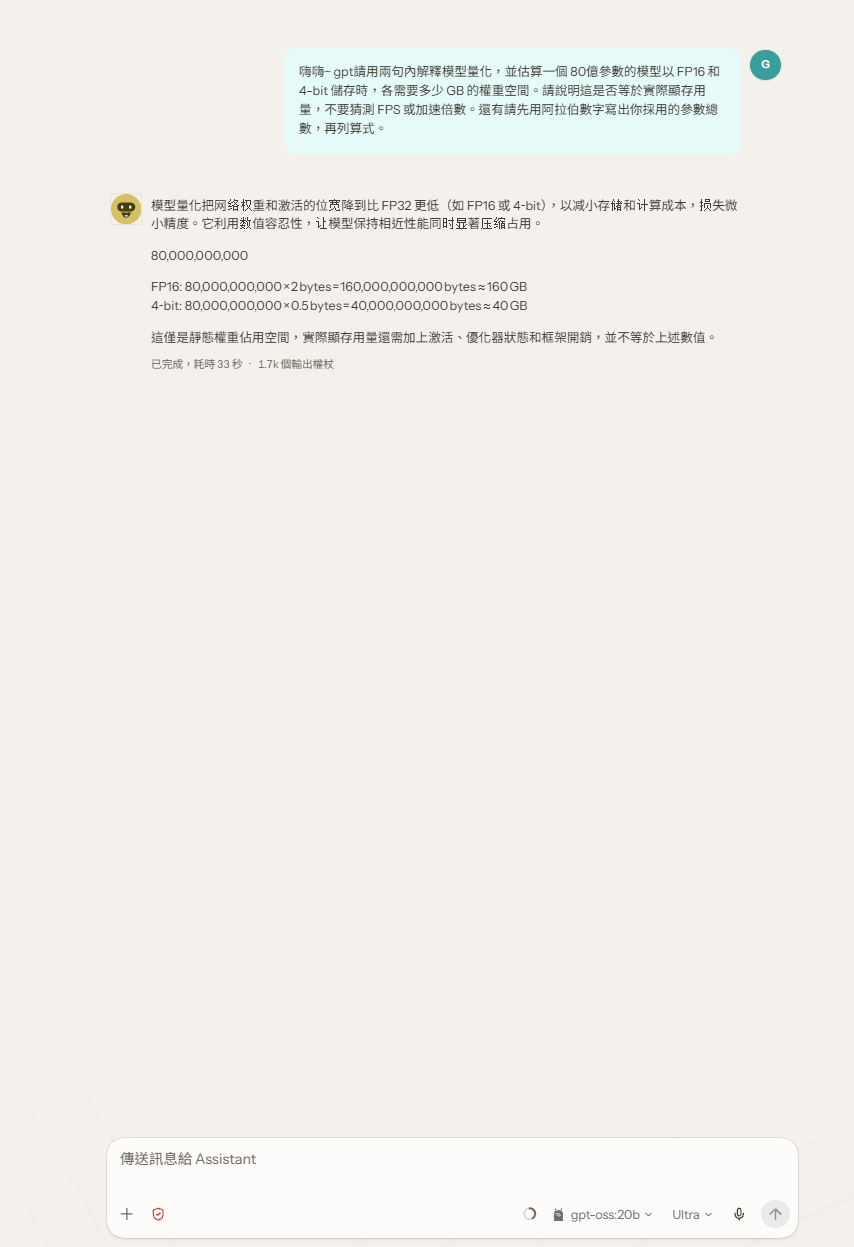 嗨嗨~ gpt請用兩句內解釋模型量化，並估算一個 80億參數的模型以 FP16 和
4-bit 儲存時，各需要多少 GB 的權重空間。請說明這是否等於實際顯存用
量，不要猜測 FPS 或加速倍數。還有請先用阿拉伯數字寫出你採用的參數總
數，再列算式。
G
模型量化把网络权重和激活的位宽降到比 FP32 更低（如 FP16 或 4-bit），以减小存储和计算成本，损失微
小精度。它利用数值容忍性，让模型保持相近性能同时显著压缩占用。
80,000,000,000
FP16: 80,000,000,000×2 bytes=160,000,000,000 bytes≈160 GB
4-bit: 80,000,000,000×0.5 bytes=40,000,000,000 bytes≈40 GB
這僅是靜態權重佔用空間，實際顯存用量還需加上激活、優化器狀態和框架開銷，並不等於上述數值。
已完成，耗時 33 秒 · 1.7k 個輸出權杖
傳送訊息給 Assistant
gpt-oss:20b Ultra